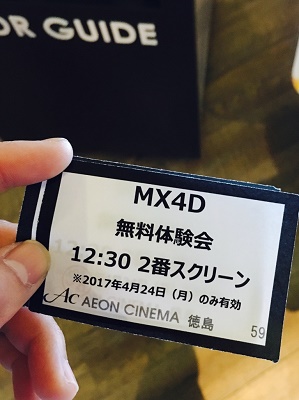 OR GUIDE
MX4D
無料体験会
12:30 2番スクリーン
※2017年4月24日（月）のみ有効
AC AEON CINEMA 徳島
59